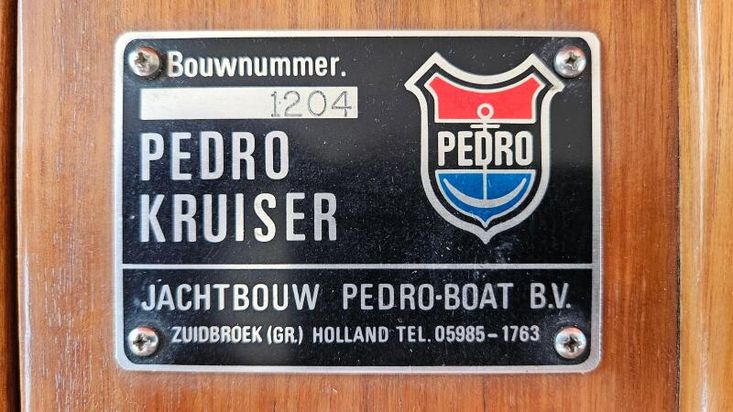 Bouwnummer.
1204
PEDRO
KRUISER
PEDRO
JACHTBOUW PEDRO-BOAT B.V.
ZUIDBROEK (GR.) HOLLAND TEL. 05985-1763